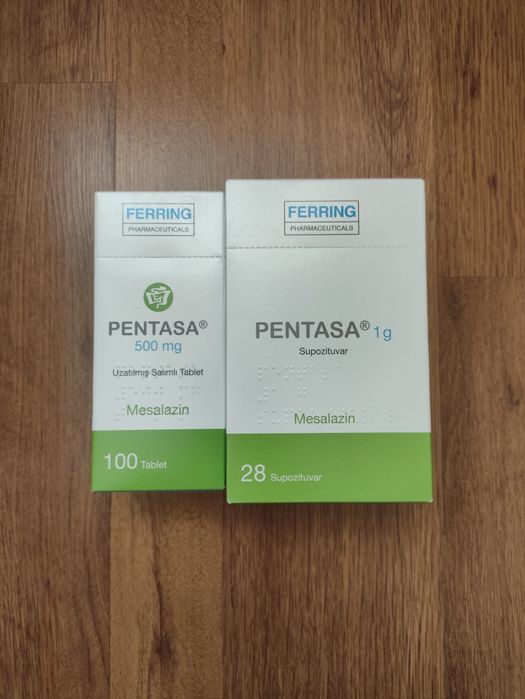 FERRING
PHARMACEUTICALS
PENTASA®
500 mg
Uzatılmış Salımlı Tablet
Mesalazin
100 Tablet
FERRING
PHARMACEUTICALS
PENTASA® 1g
Supozituvar
Mesalazin
28 Supozituvar